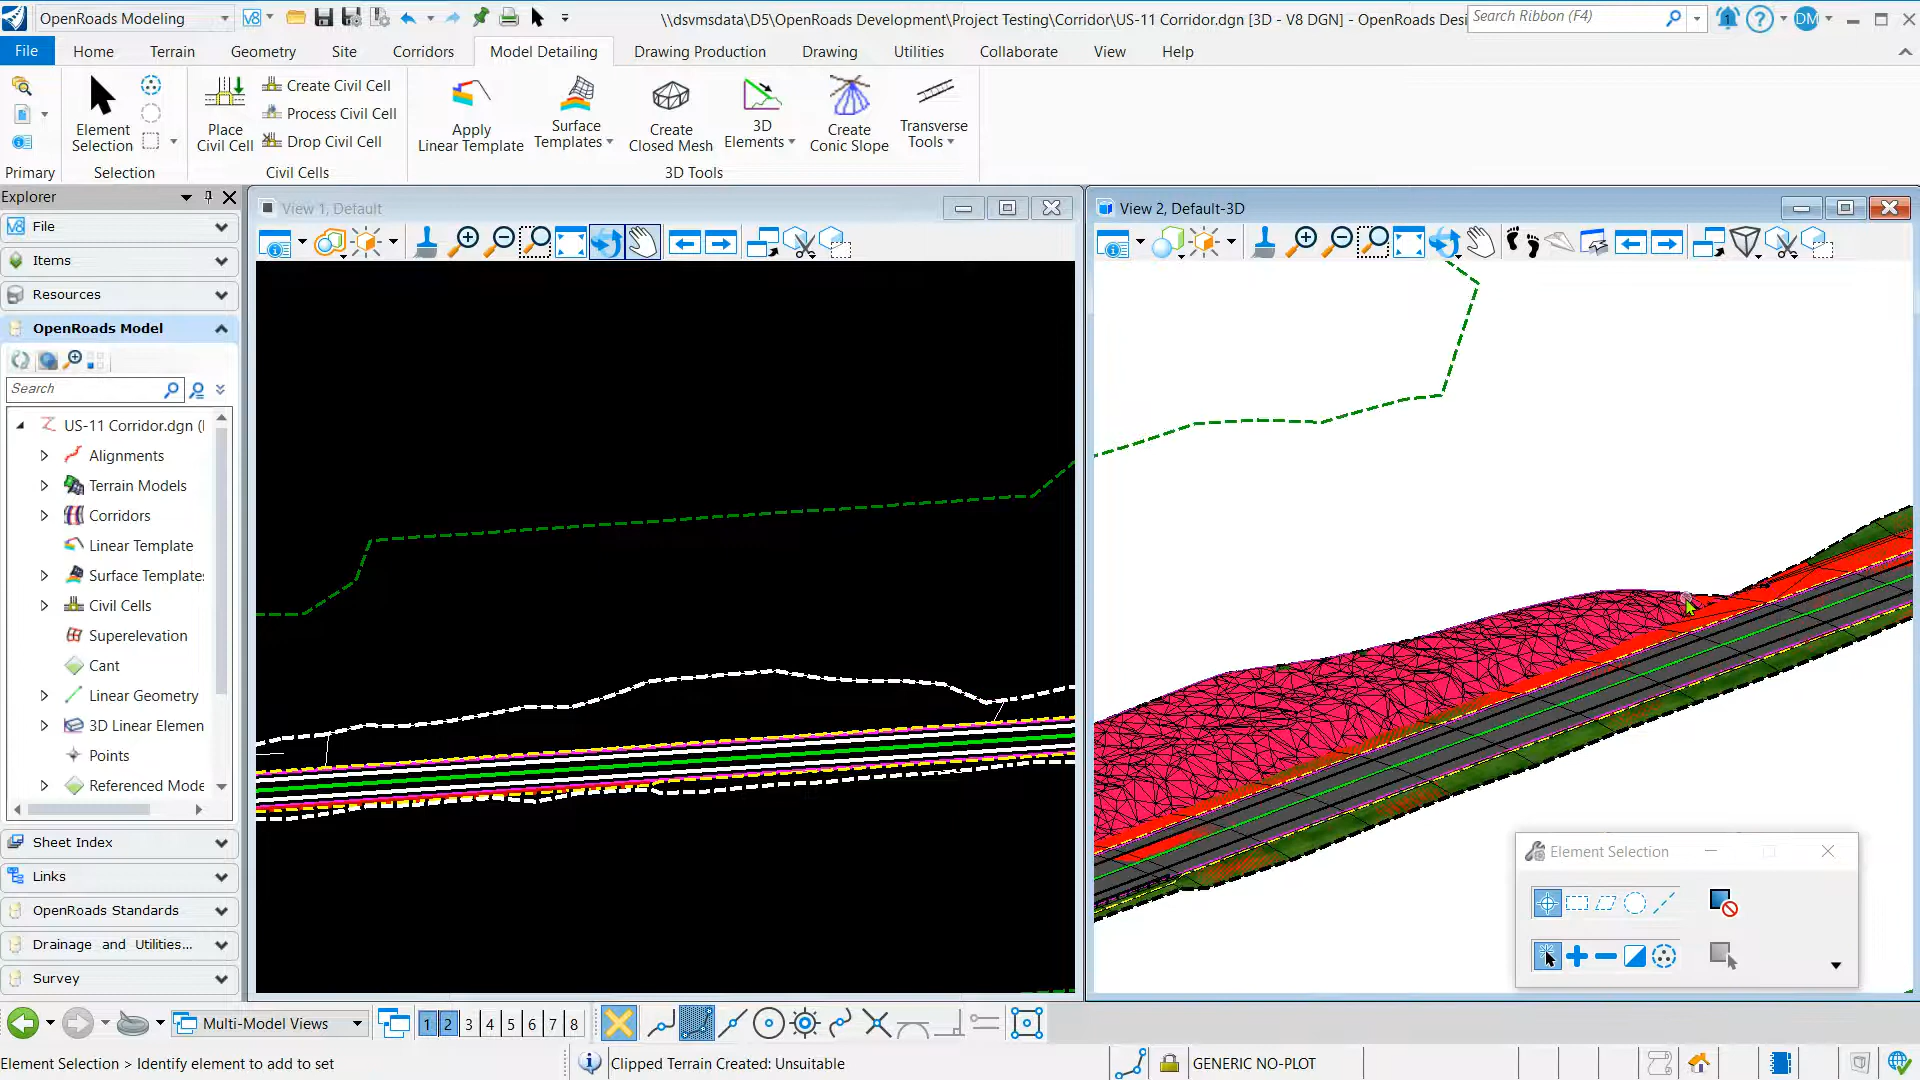 OpenRoads Modeling
\\dsvmsdata\D5\OpenRoads Development\Project Testing\Corridor\US-11 Corridor.dgn [3D - V8 DGN] - OpenRoads Desi
Search Ribbon (F4)
DM
File
Home
Terrain
Geometry
Site
Corridors
Model Detailing
Drawing Production
Drawing
Utilities
Collaborate
View
Help
Element
Selection
Place
Civil Cell
Create Civil Cell
Process Civil Cell
Drop Civil Cell
Apply
Linear Template
Surface
Templates
Create
Closed Mesh
3D
Elements
Create
Conic Slope
Transverse
Tools
Primary
Selection
Civil Cells
3D Tools
Explorer
File
Items
Resources
OpenRoads Model
Search
US-11 Corridor.dgn (
Alignments
Terrain Models
Corridors
Linear Template
Surface Template
Civil Cells
Superelevation
Cant
Linear Geometry
3D Linear Elemen
Points
Referenced Mode
Sheet Index
Links
OpenRoads Standards
Drainage and Utilities...
Survey
View 1, Default
View 2, Default-3D
Element Selection
Multi-Model Views
1 2 3 4 5 6 7 8
Element Selection > Identify element to add to set
Clipped Terrain Created: Unsuitable
GENERIC NO-PLOT